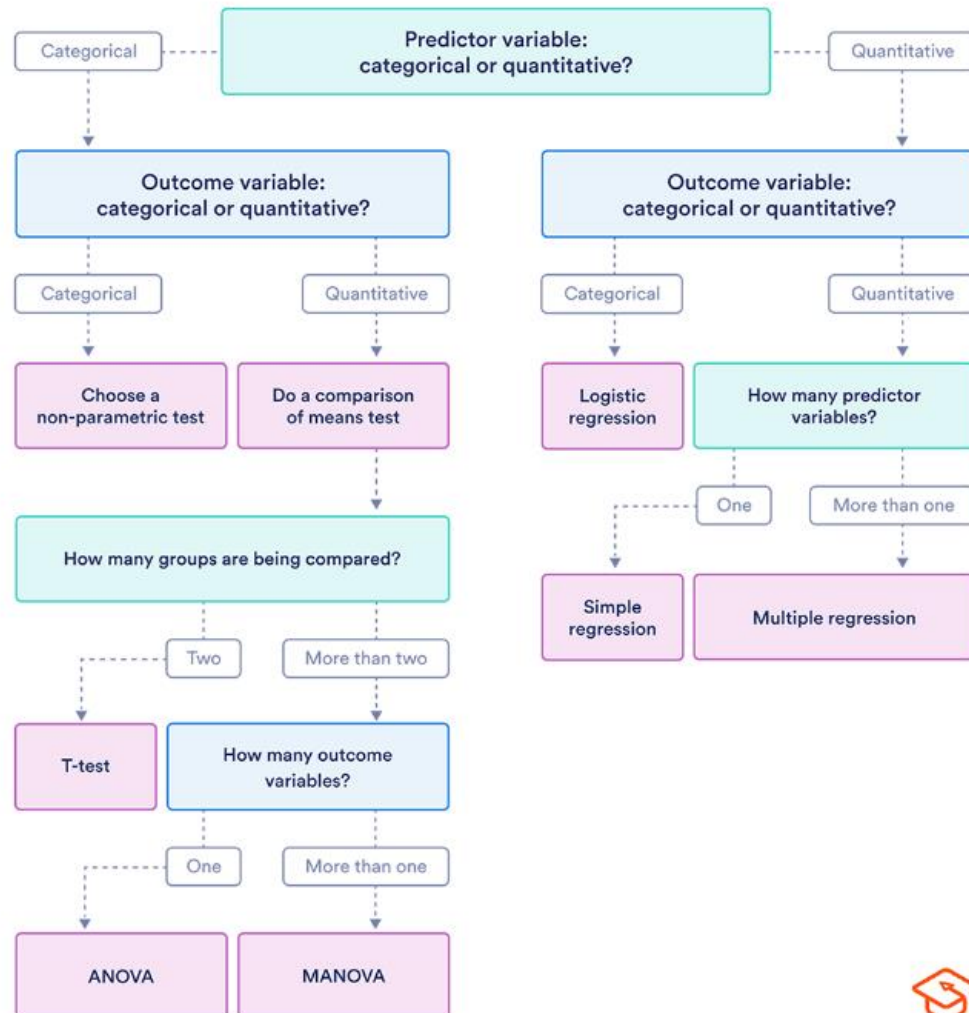 Predictor variable:
categorical or quantitative?
Categorical
Quantitative
Outcome variable:
categorical or quantitative?
Outcome variable:
categorical or quantitative?
Categorical
Quantitative
Categorical
Quantitative
Choose a
non-parametric test
Do a comparison
of means test
Logistic
regression
How many predictor
variables?
One
More than one
How many groups are being compared?
Simple
regression
Multiple regression
Two
More than two
T-test
How many outcome
variables?
One
More than one
ANOVA
MANOVA